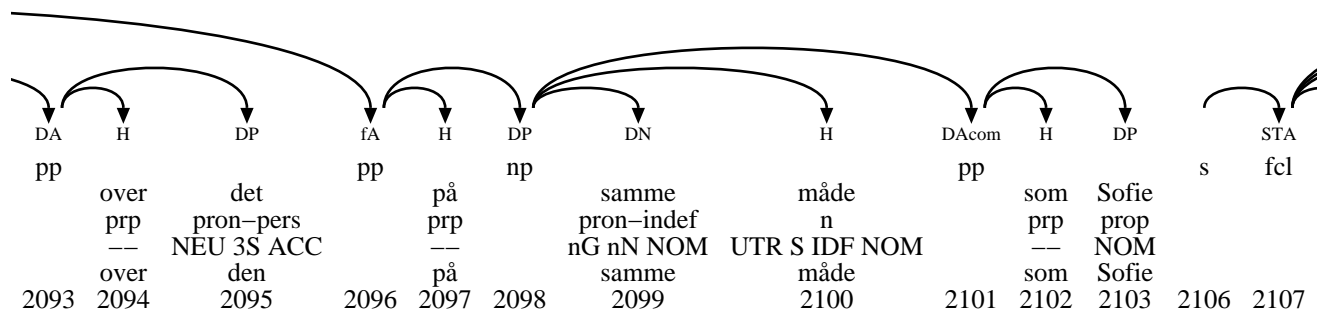 DA H DP fA H DP DN H DAcom H DP STA
pp pp np pp s fcl
over det på samme måde som Sofie
prp pron−pers prp pron−indef n prp prop
−− NEU 3S ACC −− nG nN NOM UTR S IDF NOM −− NOM
over den på samme måde som Sofie
2093 2094 2095 2096 2097 2098 2099 2100 2101 2102 2103 2106 2107